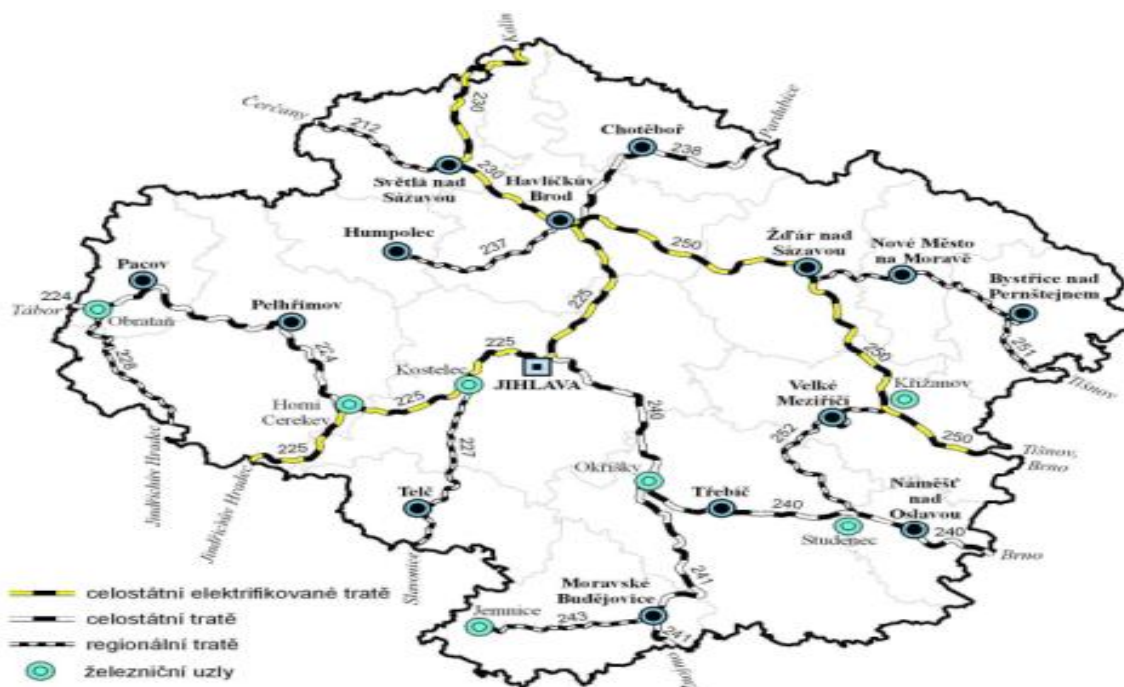 Kolín
230
Čerčany
212
Pardubice
Chotěboř
238
Světlá nad
Sázavou
230
Havlíčkův
Brod
Humpolec
237
250
Žďár nad
Sázavou
Nové Město
na Moravě
Bystřice nad
Pernštejnem
251
Tišnov
Pacov
224
Tábor
Obrataň
Pelhřimov
228
224
225
225
Kostelec
JIHLAVA
225
Horní
Cerekev
225
Jindřichův Hradec
Jindřichův Hradec
227
240
250
Křižanov
Velké
Meziříčí
252
250
Tišnov,
Brno
Okříšky
Třebíč
240
Náměšť
nad
Oslavou
240
Brno
Studenec
Telč
Slavonice
241
Moravské
Budějovice
Jemnice
243
241
celostátní elektrifikované tratě
celostátní tratě
regionální tratě
železniční uzly